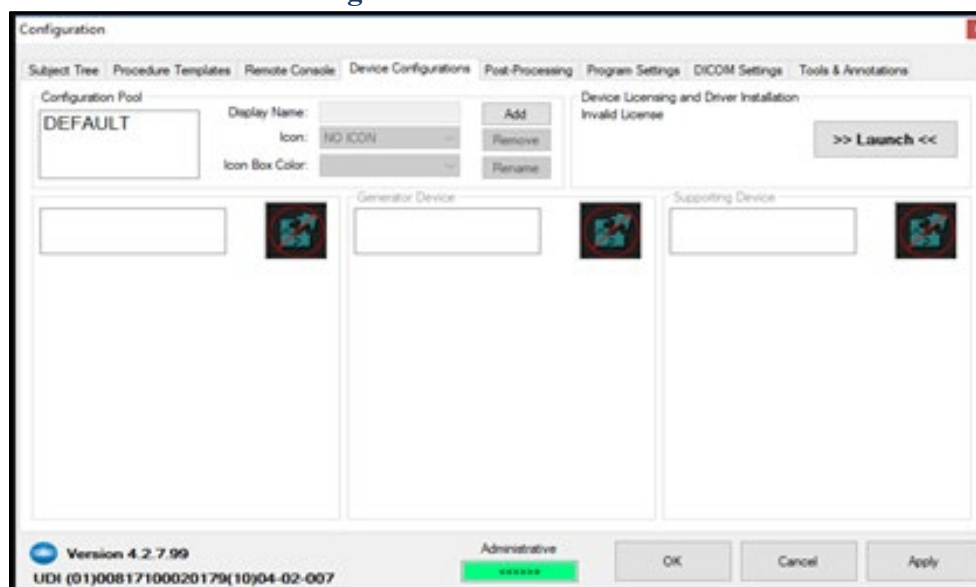 Configuration
Subject Tree Procedure Templates Remote Console Device Configurations Post-Processing Program Settings DICOM Settings Tools & Annotations
Configuration Pool
DEFAULT
Display Name:
Icon: NO ICON
Icon Box Color:
Add
Remove
Rename
Device Licensing and Driver Installation
Invalid License
>> Launch <<
Generator Device
Supporting Device
Version 4.2.7.99
UDI (01)00817100020179(10)04-02-007
Administrative
OK Cancel Apply